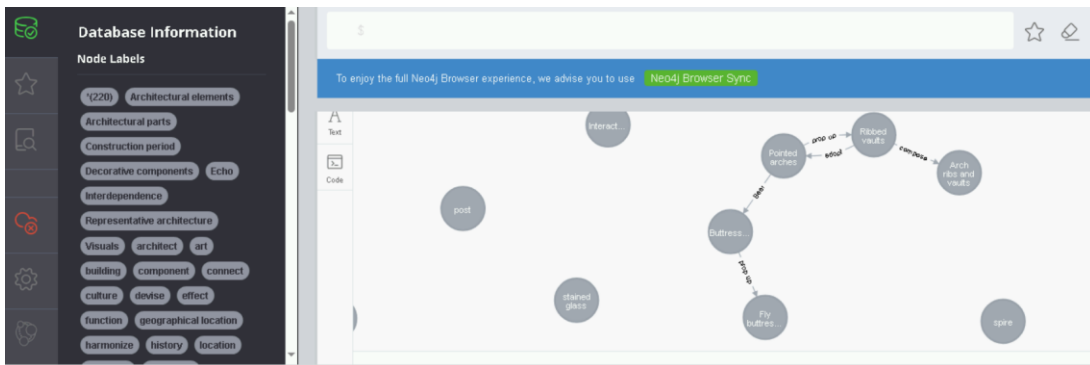 Database Information
Node Labels
*(220) Architectural elements
Architectural parts
Construction period
Decorative components Echo
Interdependence
Representative architecture
Visuals architect art
building component connect
culture devise effect
function geographical location
harmonize history location
$
To enjoy the full Neo4j Browser experience, we advise you to use Neo4j Browser Sync
A
Text
Code
Interact...
post
stained
glass
Pointed
arches
prop up
Ribbed
vaults
compose
Arch
ribs and
vaults
bear
Buttress...
prop up
Fly
buttres...
spire